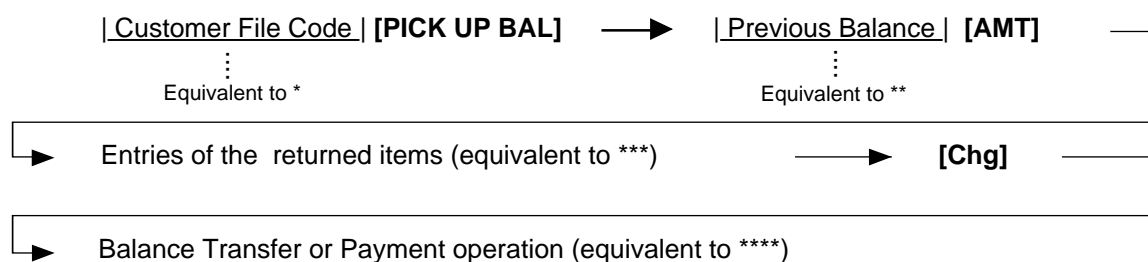 | Customer File Code | [PICK UP BAL] | Previous Balance | [AMT]
Equivalent to * Equivalent to **
Entries of the returned items (equivalent to ***) [Chg]
Balance Transfer or Payment operation (equivalent to ****)